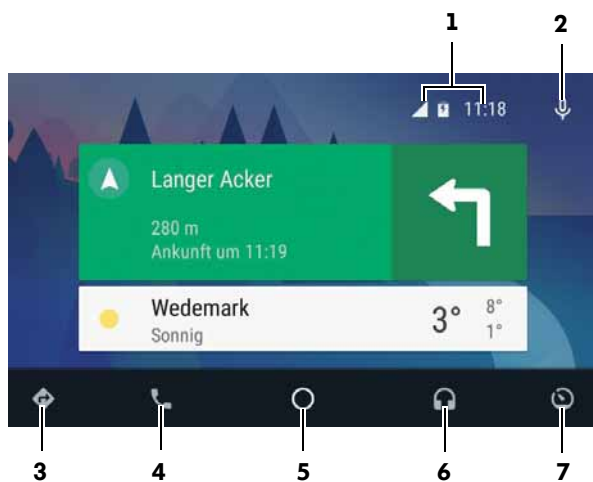 1 2
11:18
Langer Acker
280 m
Ankunft um 11:19
Wedemark
Sonnig
3° 8°
1°
3 4 5 6 7